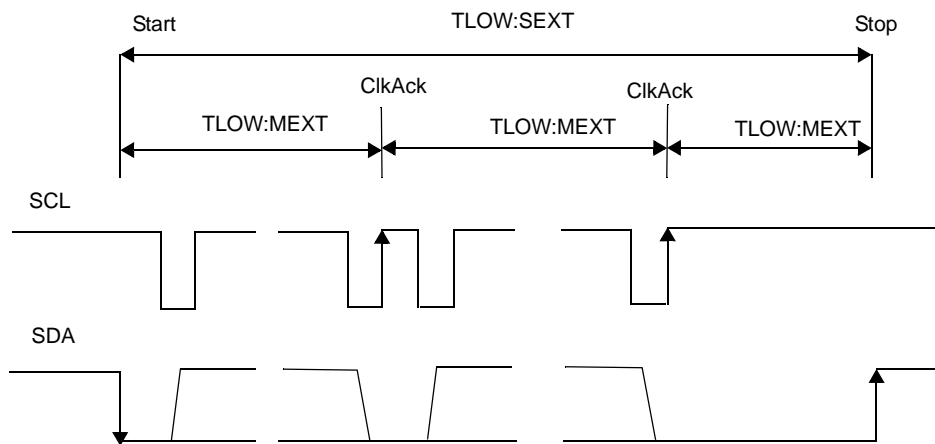 Start TLOW:SEXT Stop
ClkAck ClkAck
TLOW:MEXT TLOW:MEXT TLOW:MEXT
SCL
SDA